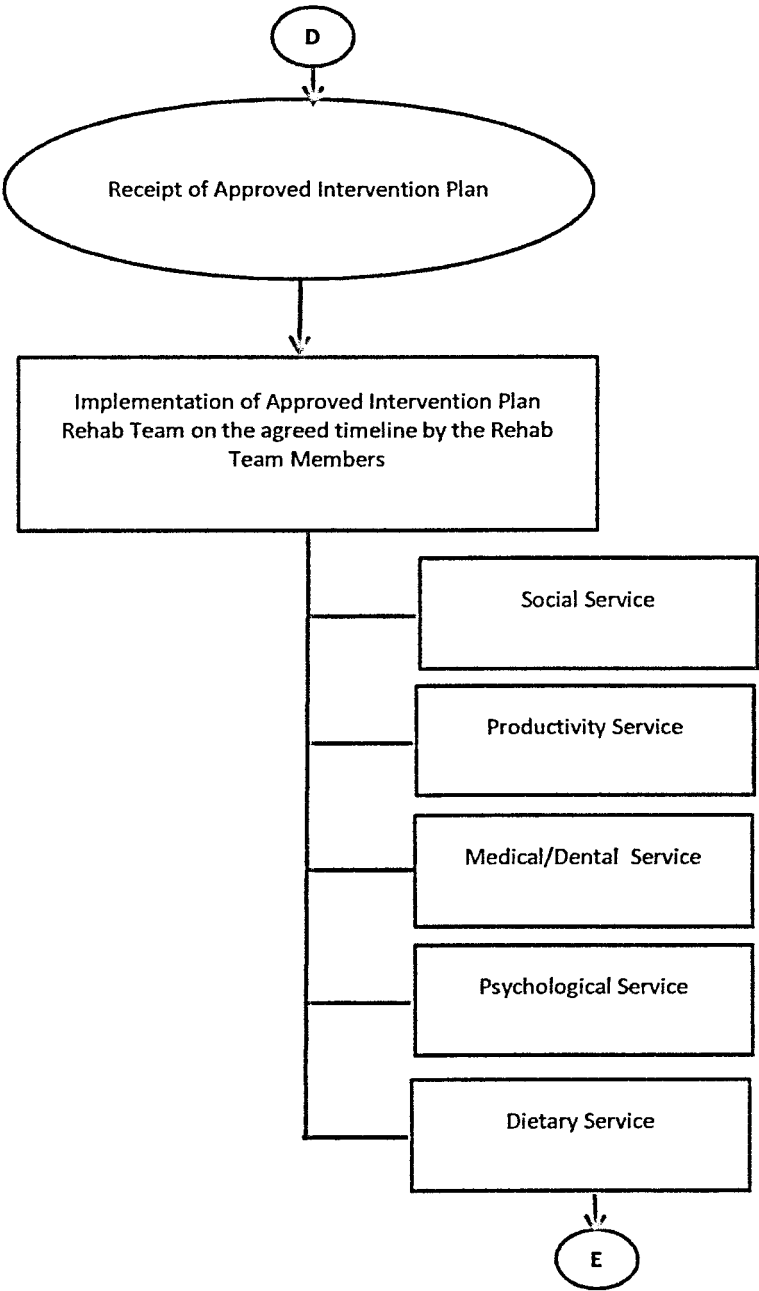 D
Receipt of Approved Intervention Plan
Implementation of Approved Intervention Plan
Rehab Team on the agreed timeline by the Rehab
Team Members
Social Service
Productivity Service
Medical/Dental Service
Psychological Service
Dietary Service
E